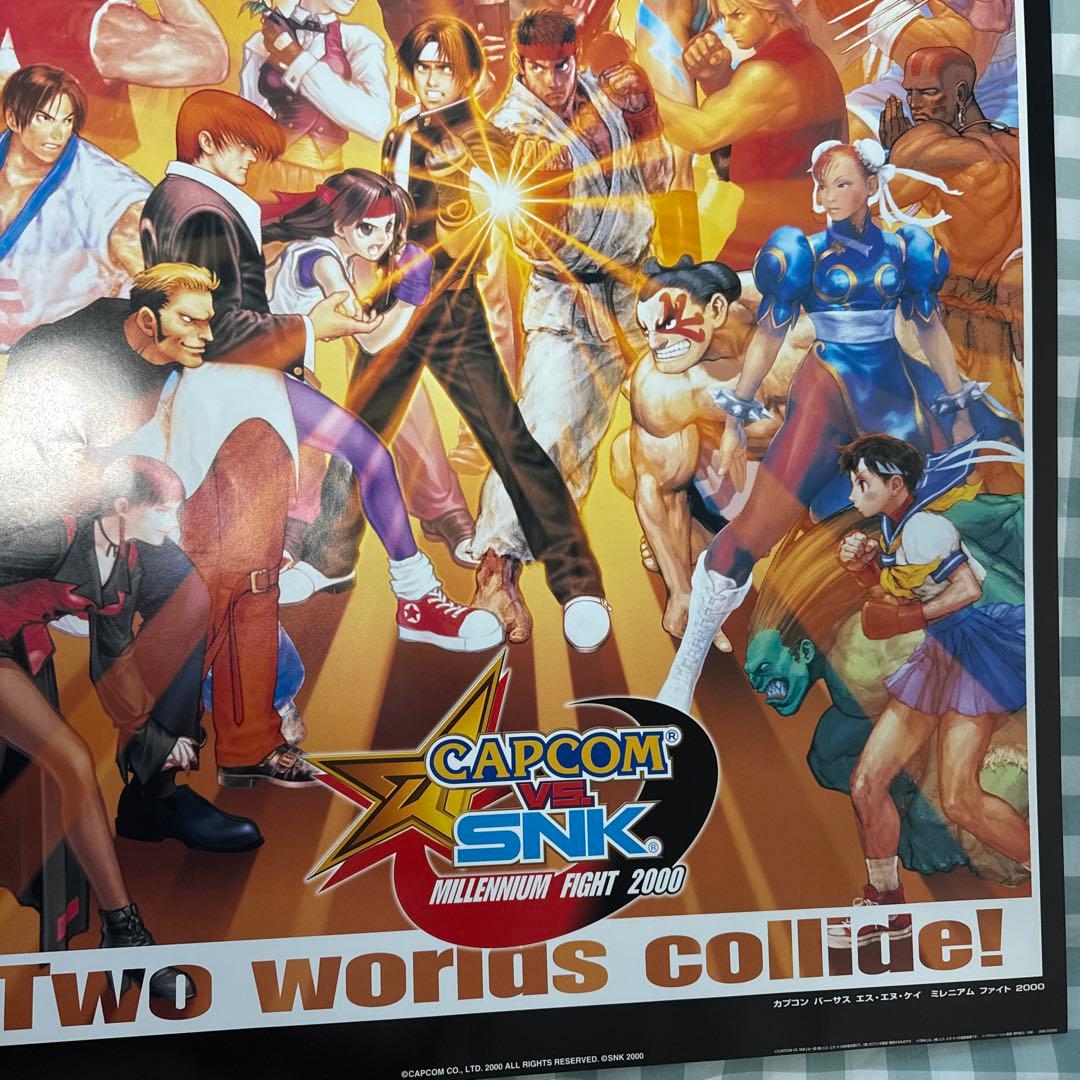 CAPCOM®
VS.
SNK®
MILLENNIUM FIGHT 2000
Two worlds collide!
カプコン バーサス エス・エヌ・ケイ ミレニアム ファイト 2000
©CAPCOM CO., LTD. 2000 ALL RIGHTS RESERVED. ©SNK 2000